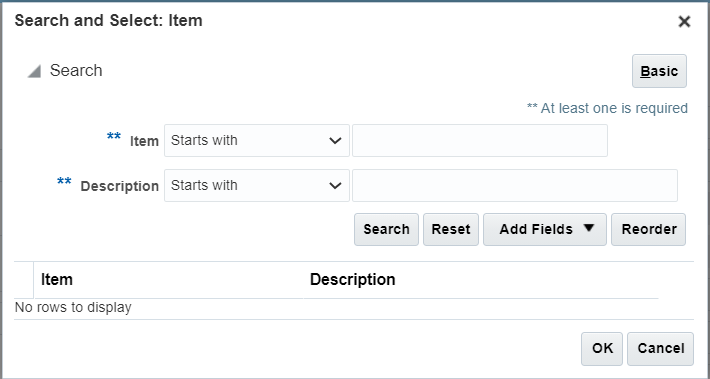 Search and Select: Item
Search
Basic
** At least one is required
** Item Starts with
** Description Starts with
Search Reset Add Fields Reorder
Item Description
No rows to display
OK Cancel